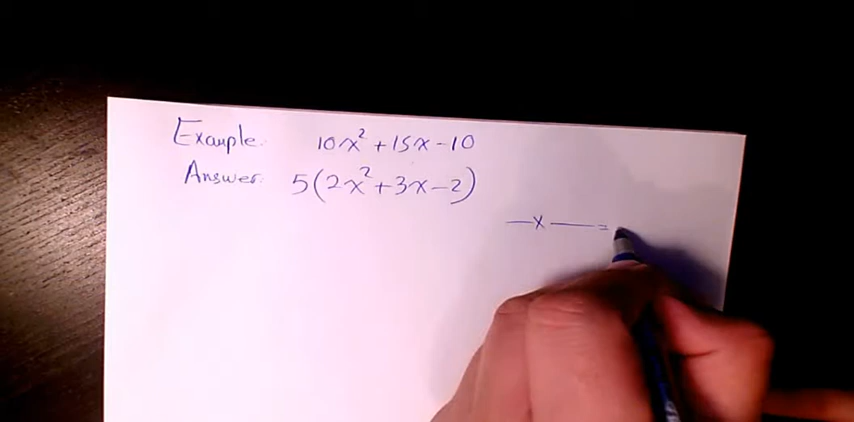 Example: 10x² + 15x - 10
Answer: 5(2x² + 3x - 2)
— x — =